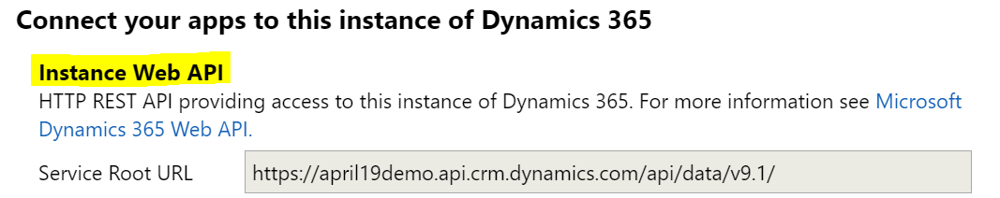 Connect your apps to this instance of Dynamics 365
Instance Web API
HTTP REST API providing access to this instance of Dynamics 365. For more information see Microsoft
Dynamics 365 Web API.
Service Root URL https://april19demo.api.crm.dynamics.com/api/data/v9.1/